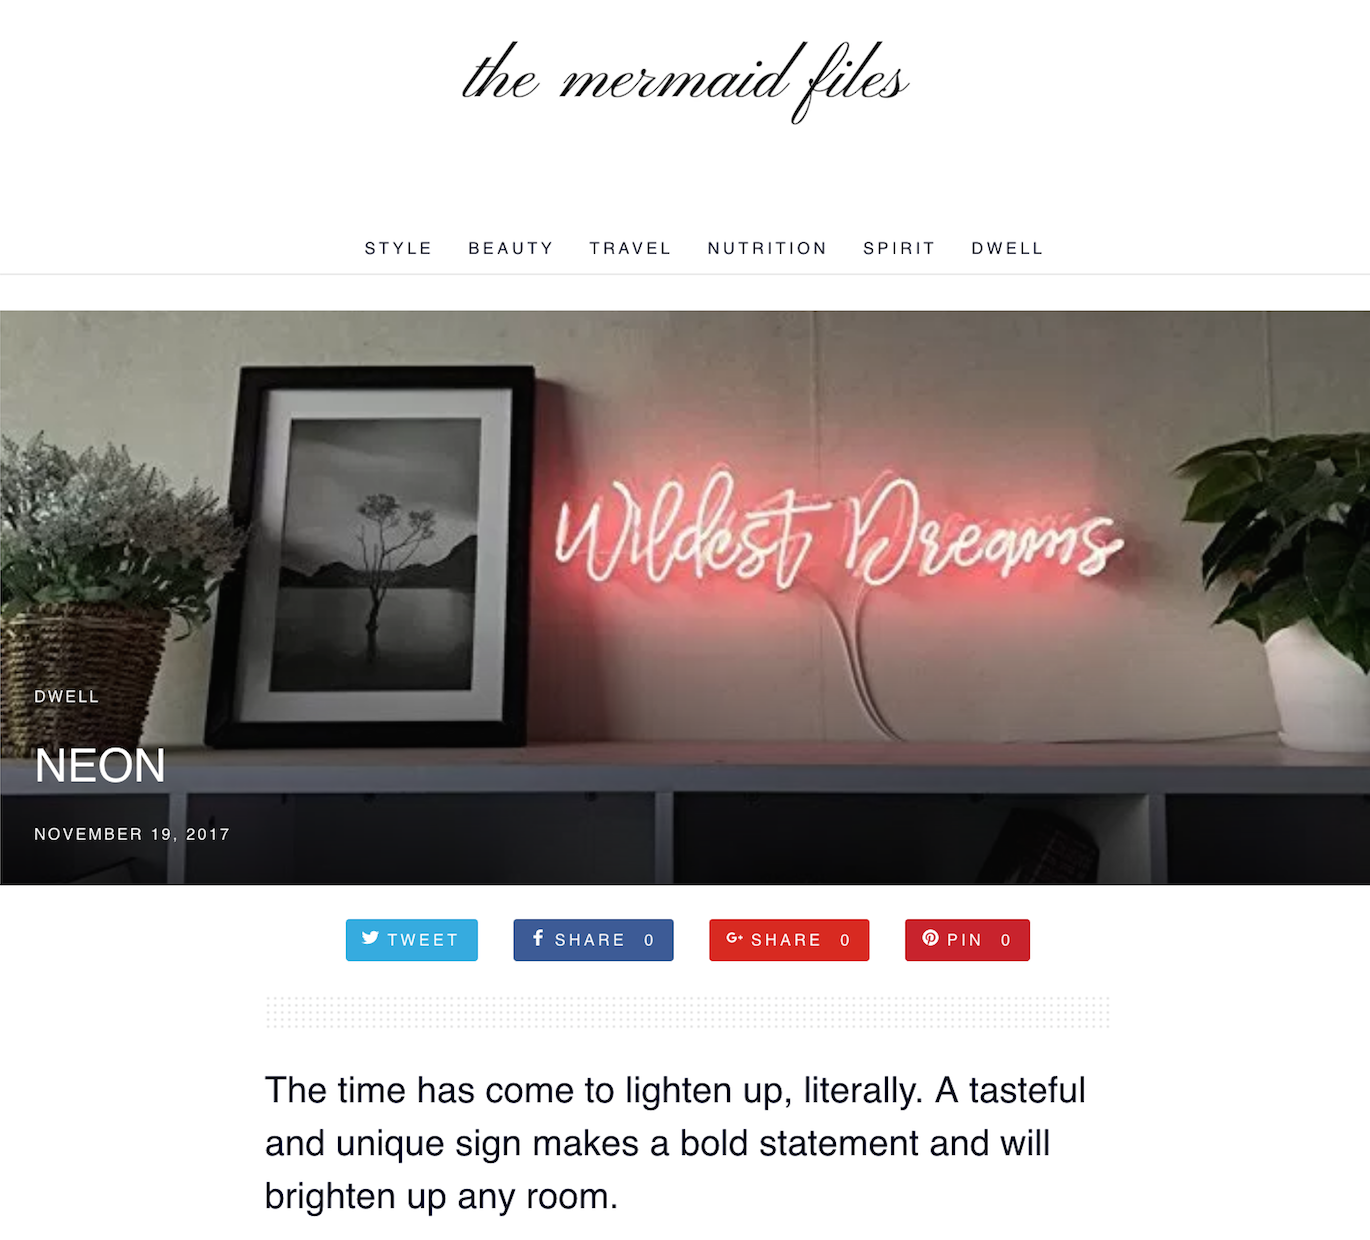 the mermaid files
STYLE BEAUTY TRAVEL NUTRITION SPIRIT DWELL
Wildest Dreams
DWELL
NEON
NOVEMBER 19, 2017
TWEET SHARE 0 G+ SHARE 0 PIN 0
The time has come to lighten up, literally. A tasteful
and unique sign makes a bold statement and will
brighten up any room.